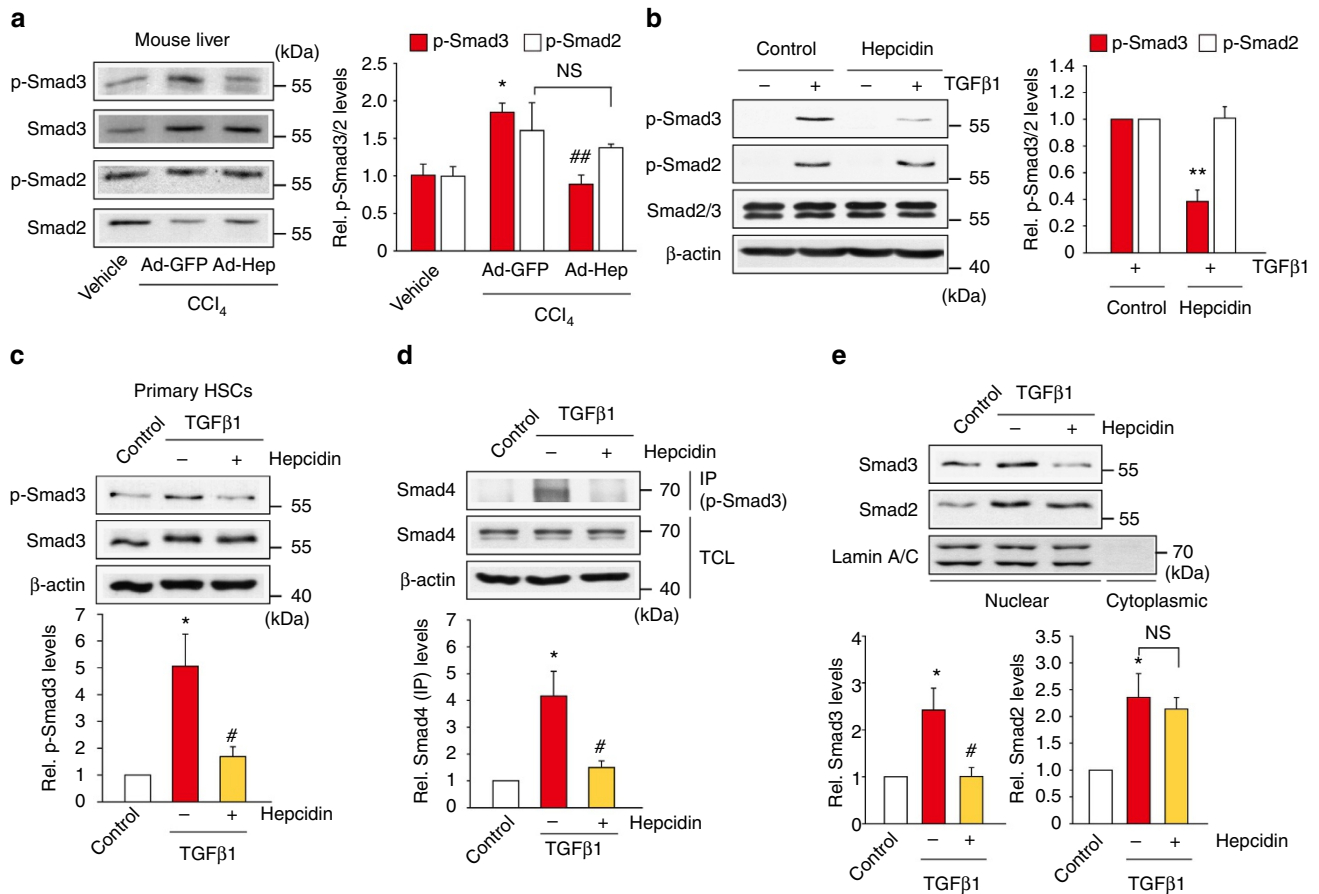 a
Mouse liver
(kDa)
p-Smad3
55
Smad3
55
p-Smad2
55
Smad2
55
Vehicle
Ad-GFP Ad-Hep
CCl4
p-Smad3 p-Smad2
Rel. p-Smad3/2 levels
2.5
2.0
1.5
1.0
0.5
0
*
NS
##
Vehicle
Ad-GFP Ad-Hep
CCl4
b
Control Hepcidin
– + – + TGFβ1
p-Smad3
55
p-Smad2
55
Smad2/3
55
β-actin
40
(kDa)
p-Smad3 p-Smad2
Rel. p-Smad3/2 levels
1.4
1.2
1.0
0.8
0.6
0.4
0.2
0
**
+ + TGFβ1
Control Hepcidin
c
Primary HSCs
Control
TGFβ1
– + Hepcidin
p-Smad3
55
Smad3
55
β-actin
40
(kDa)
Rel. p-Smad3 levels
7
6
5
4
3
2
1
0
*
#
Control
– + Hepcidin
TGFβ1
d
Control
TGFβ1
– + Hepcidin
Smad4
70
IP
(p-Smad3)
Smad4
70
TCL
β-actin
40
(kDa)
Rel. Smad4 (IP) levels
7
6
5
4
3
2
1
0
*
#
Control
– + Hepcidin
TGFβ1
e
Control
TGFβ1
– + Hepcidin
Smad3
55
Smad2
55
Lamin A/C
70
(kDa)
Nuclear Cytoplasmic
Rel. Smad3 levels
4
3
2
1
0
*
#
Control
– +
TGFβ1
Rel. Smad2 levels
3.5
3.0
2.5
2.0
1.5
1.0
0.5
0
*
NS
Control
– + Hepcidin
TGFβ1